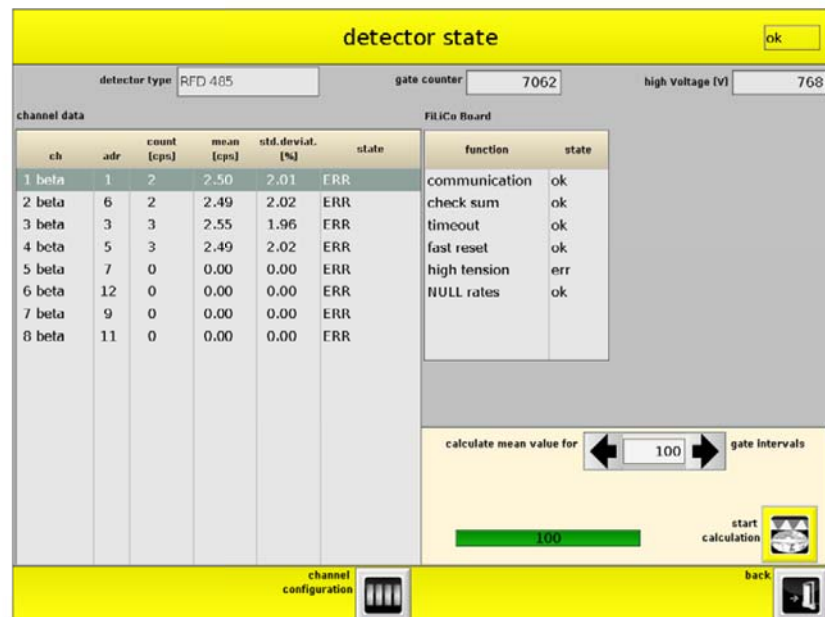 detector state
ok
detector type RFD 485
gate counter 7062
high Voltage [V] 768
channel data
ch adr count [cps] mean [cps] std.deviat. [%] state
1 beta 1 2 2.50 2.01 ERR
2 beta 6 2 2.49 2.02 ERR
3 beta 3 3 2.55 1.96 ERR
4 beta 5 3 2.49 2.02 ERR
5 beta 7 0 0.00 0.00 ERR
6 beta 12 0 0.00 0.00 ERR
7 beta 9 0 0.00 0.00 ERR
8 beta 11 0 0.00 0.00 ERR
FiLiCo Board
function state
communication ok
check sum ok
timeout ok
fast reset ok
high tension err
NULL rates ok
calculate mean value for 100 gate intervals
100
start
calculation
channel
configuration
back